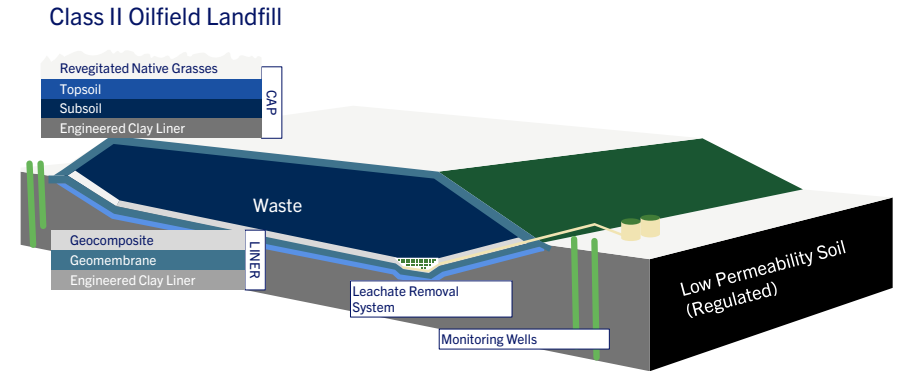 Class II Oilfield Landfill
Revegitated Native Grasses
Topsoil
Subsoil
Engineered Clay Liner
CAP
Waste
Geocomposite
Geomembrane
Engineered Clay Liner
LINER
Leachate Removal
System
Monitoring Wells
Low Permeability Soil
(Regulated)